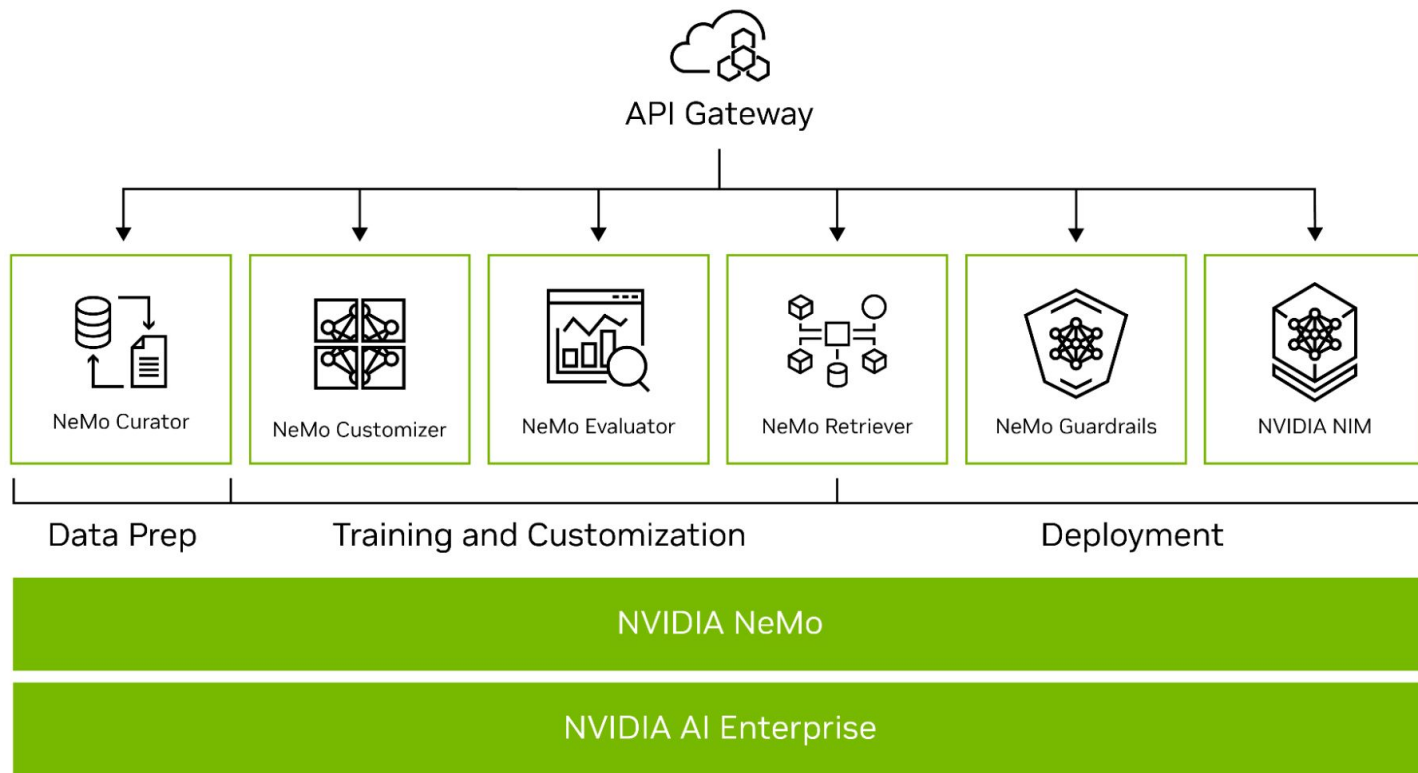 API Gateway
NeMo Curator
NeMo Customizer
NeMo Evaluator
NeMo Retriever
NeMo Guardrails
NVIDIA NIM
Data Prep
Training and Customization
Deployment
NVIDIA NeMo
NVIDIA AI Enterprise